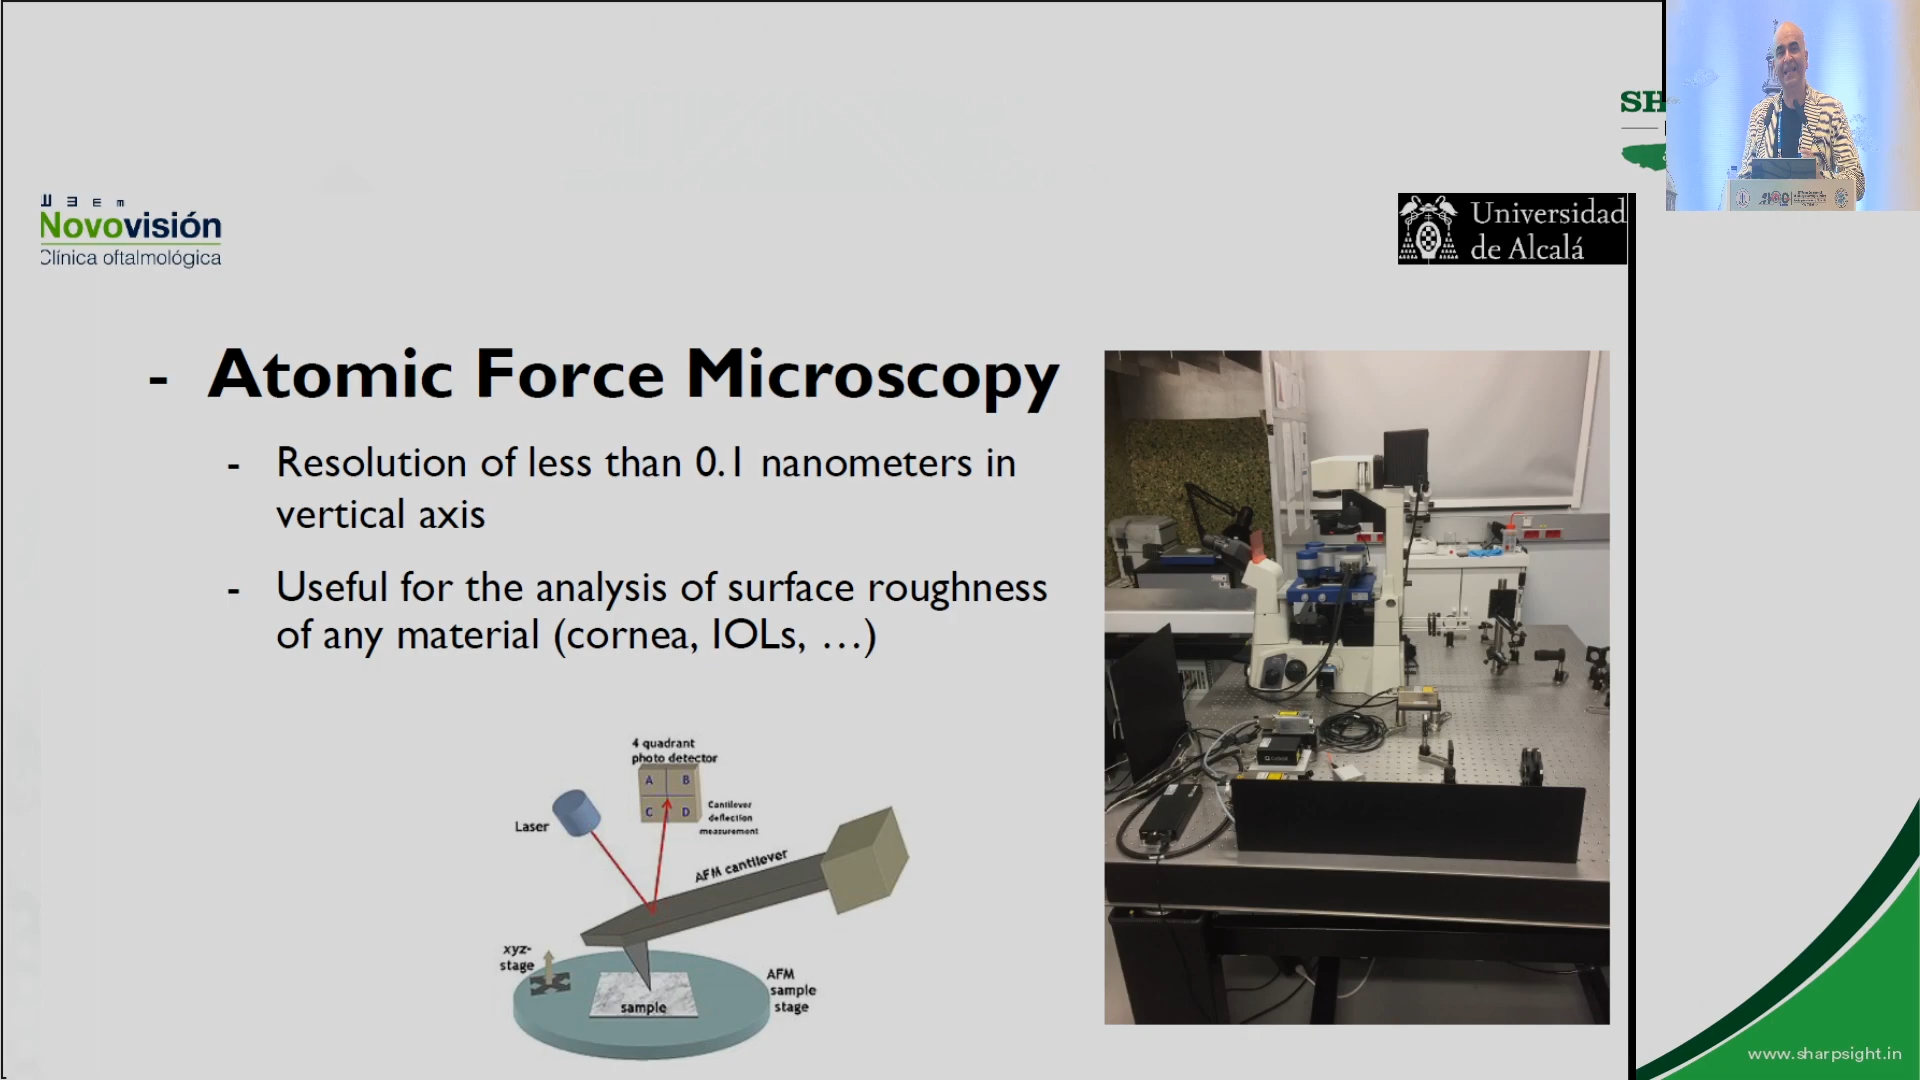 SH
Novovisión
Clínica oftalmológica
Universidad
de Alcalá
- Atomic Force Microscopy
- Resolution of less than 0.1 nanometers in
vertical axis
- Useful for the analysis of surface roughness
of any material (cornea, IOLs, ...)
4 quadrant
photo detector
A B
C D
Cantilever
deflection
measurement
Laser
AFM cantilever
xyz-
stage
sample
AFM
sample
stage
www.sharpsight.in